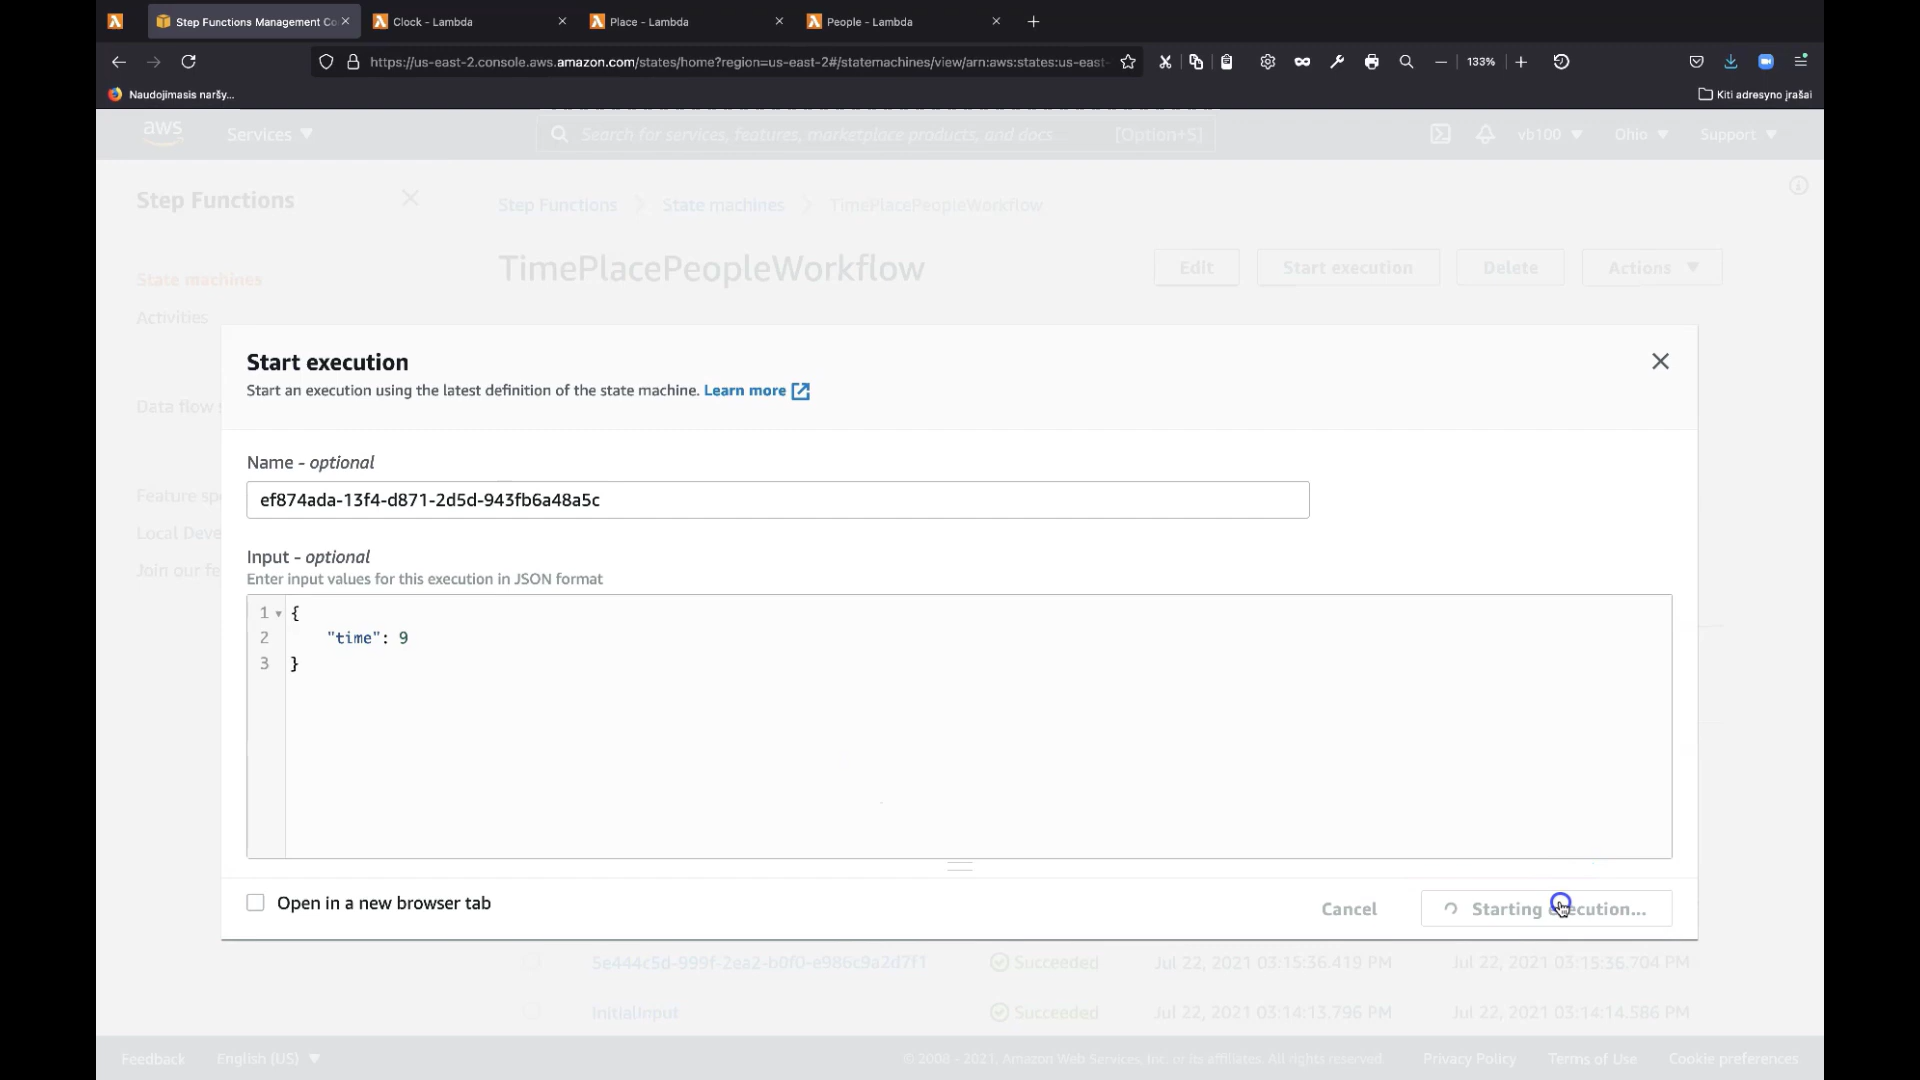 Step Functions Management Co
Clock - Lambda
Place - Lambda
People - Lambda
https://us-east-2.console.aws.amazon.com/states/home?region=us-east-2#/statemachines/view/arn:aws:states:us-east-
133%
Naudojimasis naršy...
Kiti adresyno įrašai
aws
Services
Search for services, features, marketplace products, and docs
[Option+S]
vb100
Ohio
Support
Step Functions
Step Functions
State machines
TimePlacePeopleWorkflow
TimePlacePeopleWorkflow
Edit
Start execution
Delete
Actions
State machines
Activities
Data flow s
Feature sp
Local Deve
Join our fe
Start execution
Start an execution using the latest definition of the state machine. Learn more
Name - optional
ef874ada-13f4-d871-2d5d-943fb6a48a5c
Input - optional
Enter input values for this execution in JSON format
1 {
2 "time": 9
3 }
Open in a new browser tab
Cancel
Starting execution...
5e444c5d-999f-2ea2-b0f0-e986c9a2d7f1 Succeeded Jul 22, 2021 03:15:36.419 PM Jul 22, 2021 03:15:36.704 PM
InitialInput Succeeded Jul 22, 2021 03:14:13.796 PM Jul 22, 2021 03:14:14.586 PM
Feedback
English (US)
© 2008 - 2021, Amazon Web Services, Inc. or its affiliates. All rights reserved.
Privacy Policy
Terms of Use
Cookie preferences